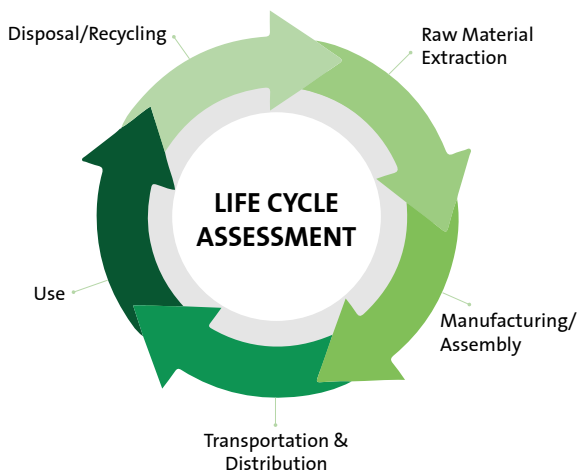 Disposal/Recycling
Raw Material
Extraction
LIFE CYCLE
ASSESSMENT
Use
Manufacturing/
Assembly
Transportation &
Distribution